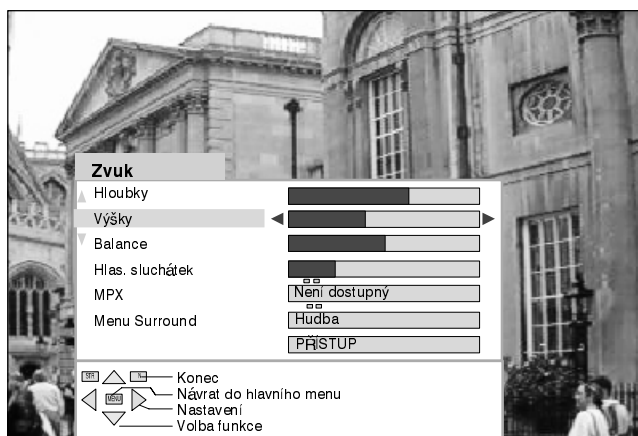 Zvuk
Hloubky
Výšky
Balance
Hlas. sluchátek
MPX Není dostupný
Menu Surround Hudba
PŘÍSTUP
Konec
MENU Návrat do hlavního menu
Nastavení
Volba funkce